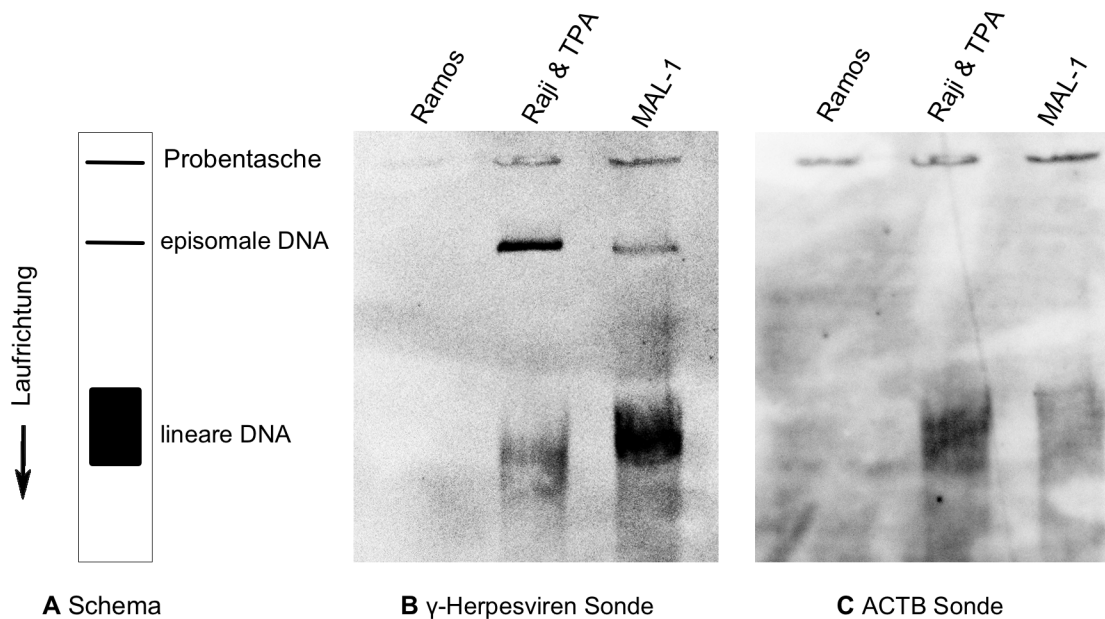 Ramos
Raji & TPA
MAL-1
Ramos
Raji & TPA
MAL-1
Probentasche
episomale DNA
Laufrichtung
lineare DNA
A Schema
B γ-Herpesviren Sonde
C ACTB Sonde